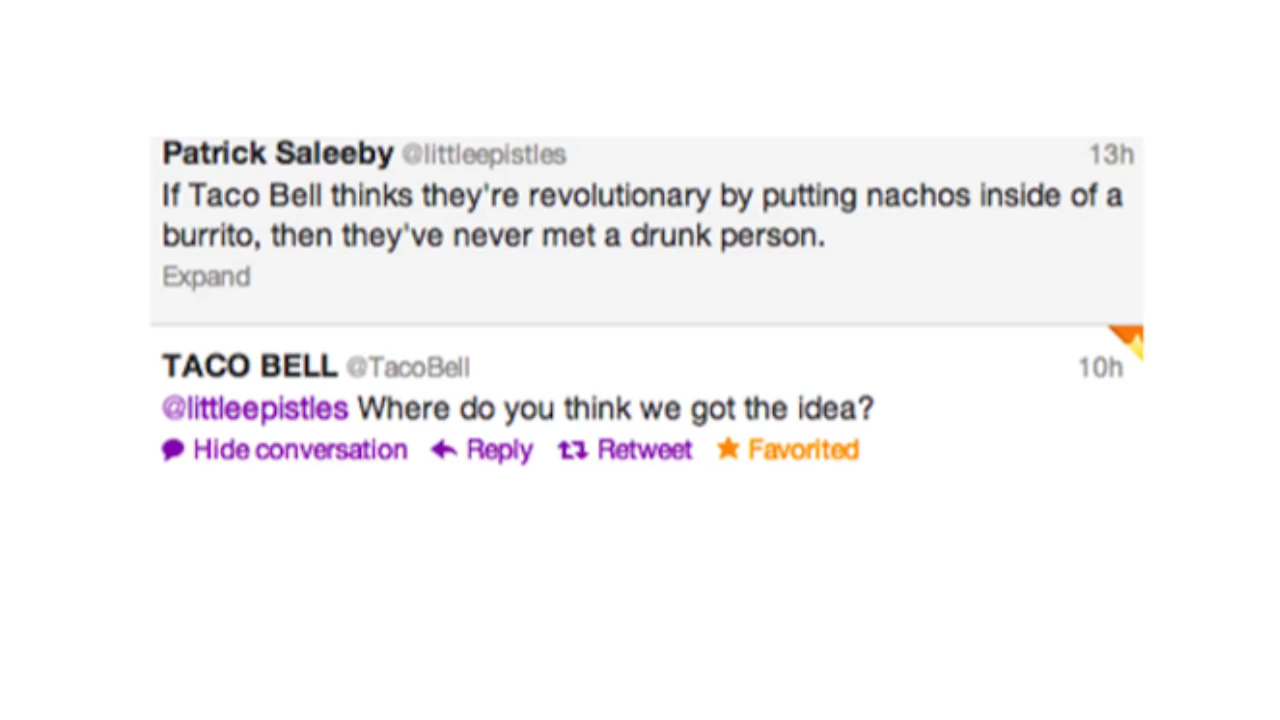 Patrick Saleeby @littleepistles 13h
If Taco Bell thinks they're revolutionary by putting nachos inside of a
burrito, then they've never met a drunk person.
Expand
TACO BELL @TacoBell 10h
@littleepistles Where do you think we got the idea?
Hide conversation Reply Retweet Favorited